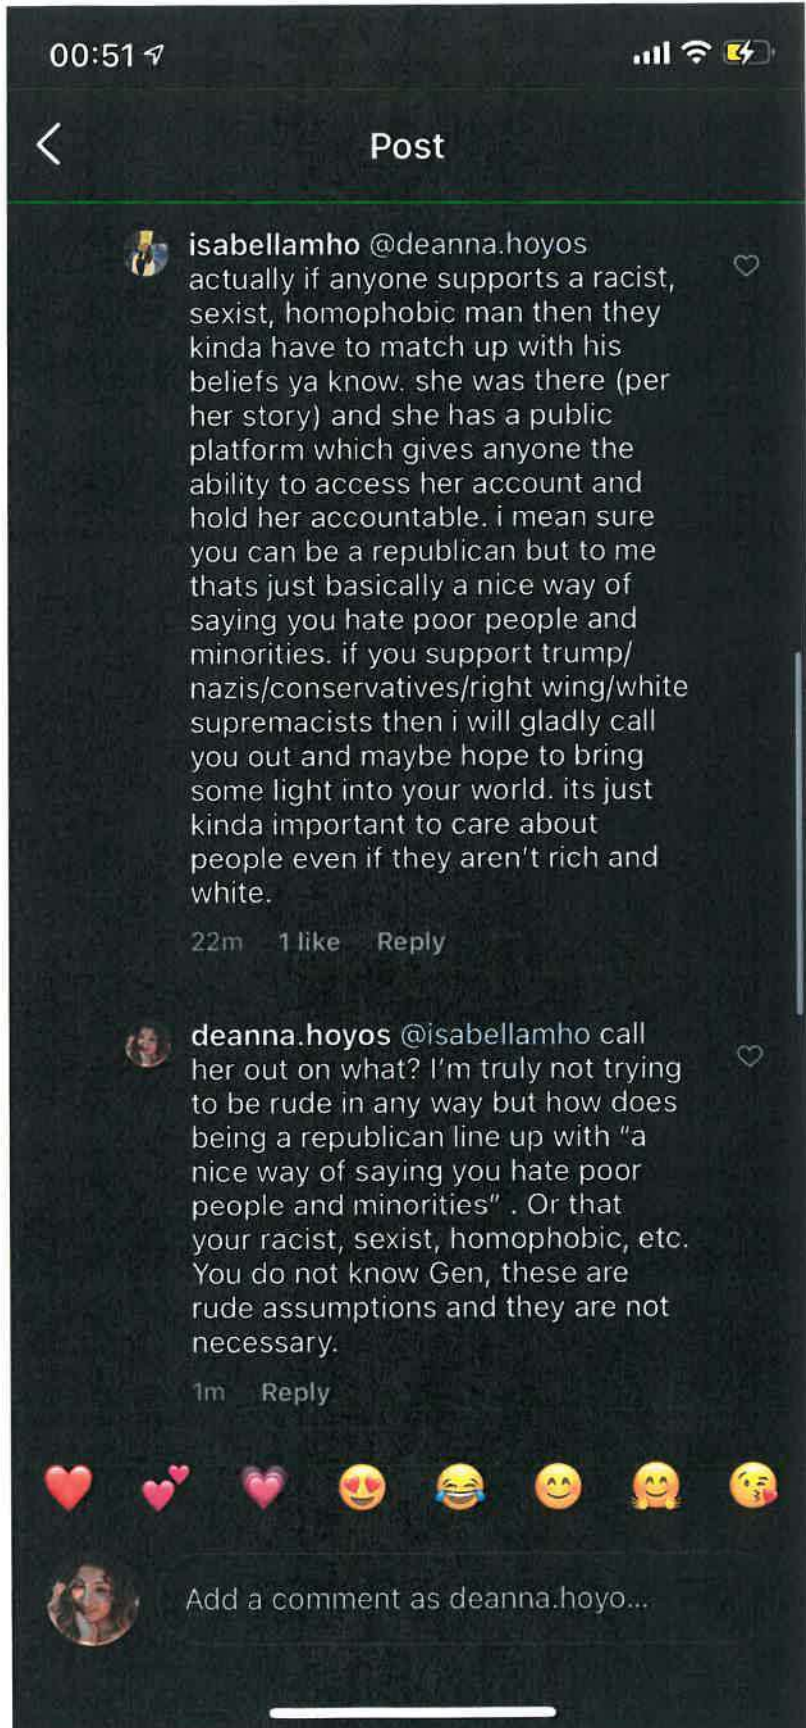 00:51
Post
isabellamho @deanna.hoyos
actually if anyone supports a racist,
sexist, homophobic man then they
kinda have to match up with his
beliefs ya know. she was there (per
her story) and she has a public
platform which gives anyone the
ability to access her account and
hold her accountable. i mean sure
you can be a republican but to me
thats just basically a nice way of
saying you hate poor people and
minorities. if you support trump/
nazis/conservatives/right wing/white
supremacists then i will gladly call
you out and maybe hope to bring
some light into your world. its just
kinda important to care about
people even if they aren't rich and
white.
22m 1 like Reply
deanna.hoyos @isabellamho call
her out on what? I'm truly not trying
to be rude in any way but how does
being a republican line up with “a
nice way of saying you hate poor
people and minorities” . Or that
your racist, sexist, homophobic, etc.
You do not know Gen, these are
rude assumptions and they are not
necessary.
1m Reply
Add a comment as deanna.hoyo...